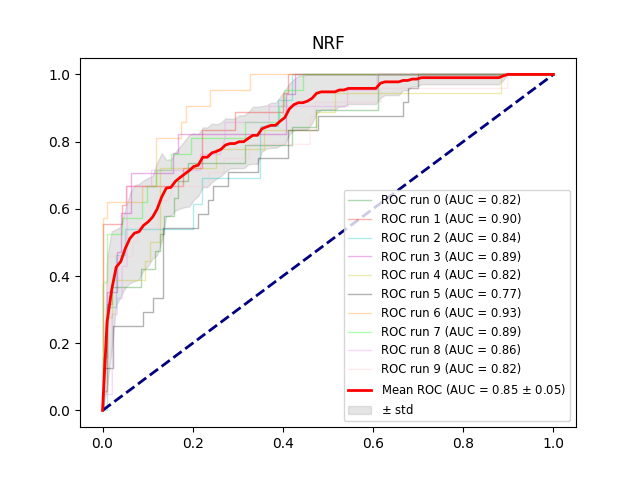 NRF
1.0
0.8
0.6
0.4
0.2
0.0
0.0 0.2 0.4 0.6 0.8 1.0
ROC run 0 (AUC = 0.82)
ROC run 1 (AUC = 0.90)
ROC run 2 (AUC = 0.84)
ROC run 3 (AUC = 0.89)
ROC run 4 (AUC = 0.82)
ROC run 5 (AUC = 0.77)
ROC run 6 (AUC = 0.93)
ROC run 7 (AUC = 0.89)
ROC run 8 (AUC = 0.86)
ROC run 9 (AUC = 0.82)
Mean ROC (AUC = 0.85 ± 0.05)
± std